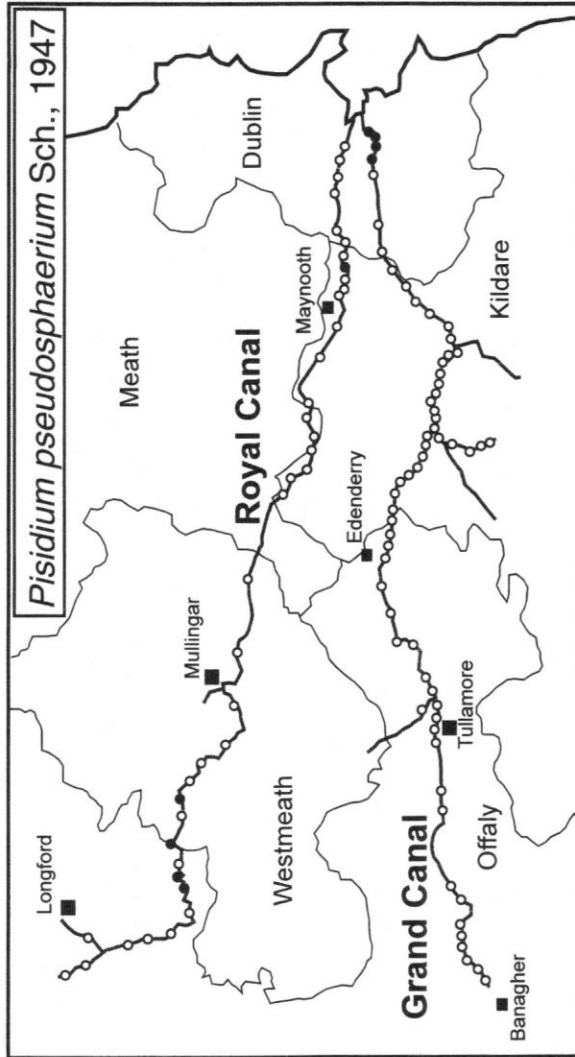 Pisidium pseudosphaerium Sch., 1947
Meath
Dublin
Longford
Mullingar
Royal Canal
Maynooth
Westmeath
Edenderry
Grand Canal
Tullamore
Offaly
Kildare
Banagher